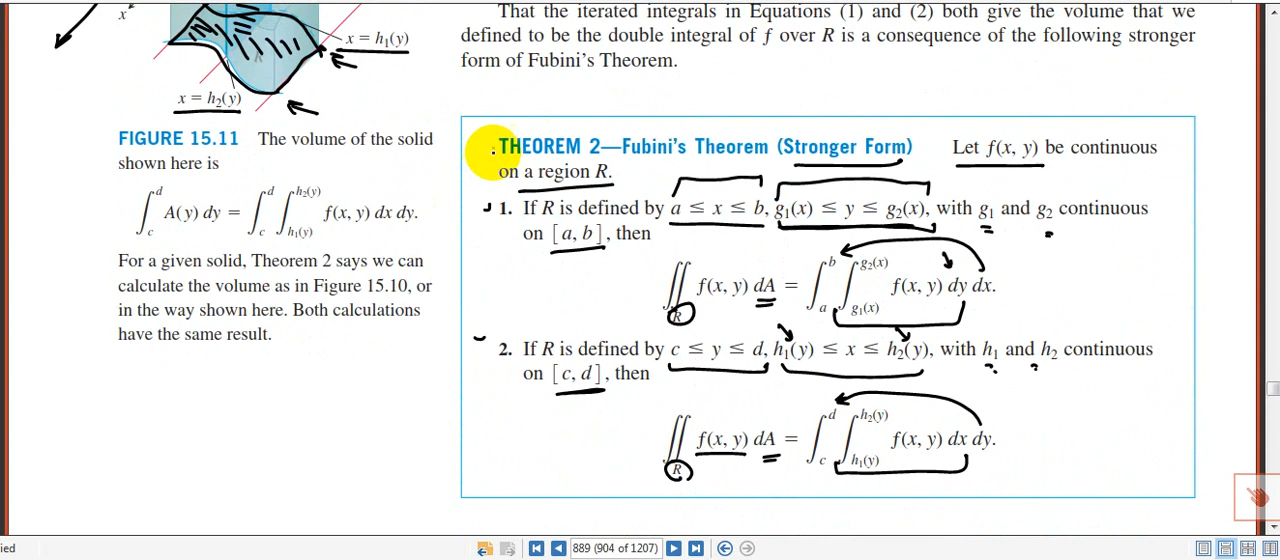 x
x = h₁(y)
x = h₂(y)
R
FIGURE 15.11 The volume of the solid
shown here is
∫_c^d A(y) dy = ∫_c^d ∫_{h₁(y)}^{h₂(y)} f(x, y) dx dy.
For a given solid, Theorem 2 says we can
calculate the volume as in Figure 15.10, or
in the way shown here. Both calculations
have the same result.
That the iterated integrals in Equations (1) and (2) both give the volume that we
defined to be the double integral of f over R is a consequence of the following stronger
form of Fubini's Theorem.
THEOREM 2—Fubini's Theorem (Stronger Form) Let f(x, y) be continuous
on a region R.
1. If R is defined by a ≤ x ≤ b, g₁(x) ≤ y ≤ g₂(x), with g₁ and g₂ continuous
on [a, b], then
∬_R f(x, y) dA = ∫_a^b ∫_{g₁(x)}^{g₂(x)} f(x, y) dy dx.
2. If R is defined by c ≤ y ≤ d, h₁(y) ≤ x ≤ h₂(y), with h₁ and h₂ continuous
on [c, d], then
∬_R f(x, y) dA = ∫_c^d ∫_{h₁(y)}^{h₂(y)} f(x, y) dx dy.
ied
889 (904 of 1207)